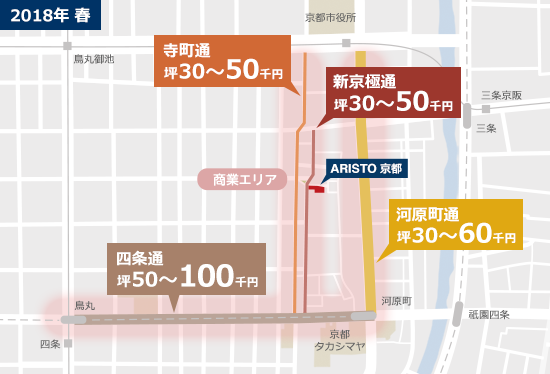 2018年 春
京都市役所
烏丸御池
寺町通
坪30～50千円
新京極通
坪30～50千円
三条京阪
三条
商業エリア
ARISTO 京都
河原町通
坪30～60千円
四条通
坪50～100千円
烏丸
河原町
祇園四条
四条
京都
タカシマヤ